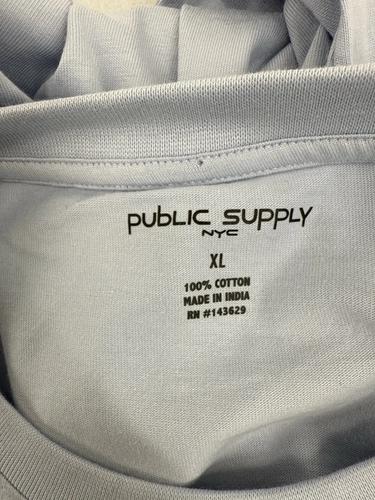 PUBLIC SUPPLY
NYC
XL
100% COTTON
MADE IN INDIA
RN #143629